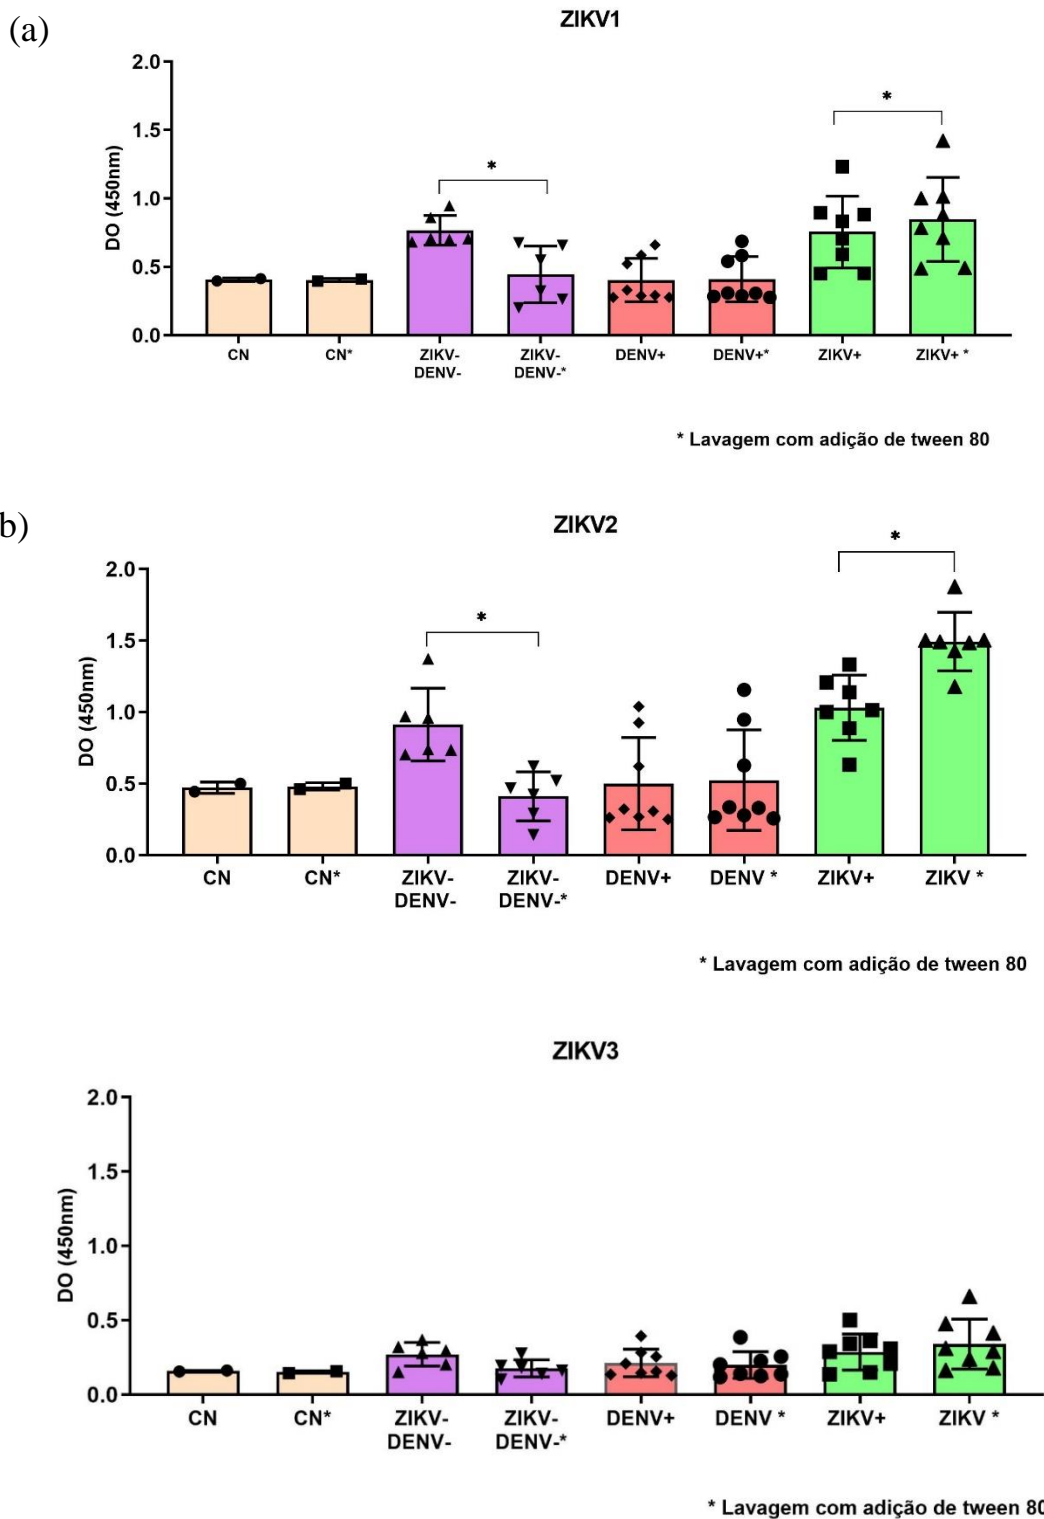 (a)
ZIKV1
2.0
1.5
1.0
0.5
0.0
DO (450nm)
*
*
CN CN* ZIKV- ZIKV- DENV+ DENV+* ZIKV+ ZIKV+ *
DENV- DENV-*
* Lavagem com adição de tween 80
b)
ZIKV2
2.0
1.5
1.0
0.5
0.0
DO (450nm)
*
*
CN CN* ZIKV- ZIKV- DENV+ DENV * ZIKV+ ZIKV *
DENV- DENV-*
* Lavagem com adição de tween 80
ZIKV3
2.0
1.5
1.0
0.5
0.0
DO (450nm)
CN CN* ZIKV- ZIKV- DENV+ DENV * ZIKV+ ZIKV *
DENV- DENV-*
* Lavagem com adição de tween 80